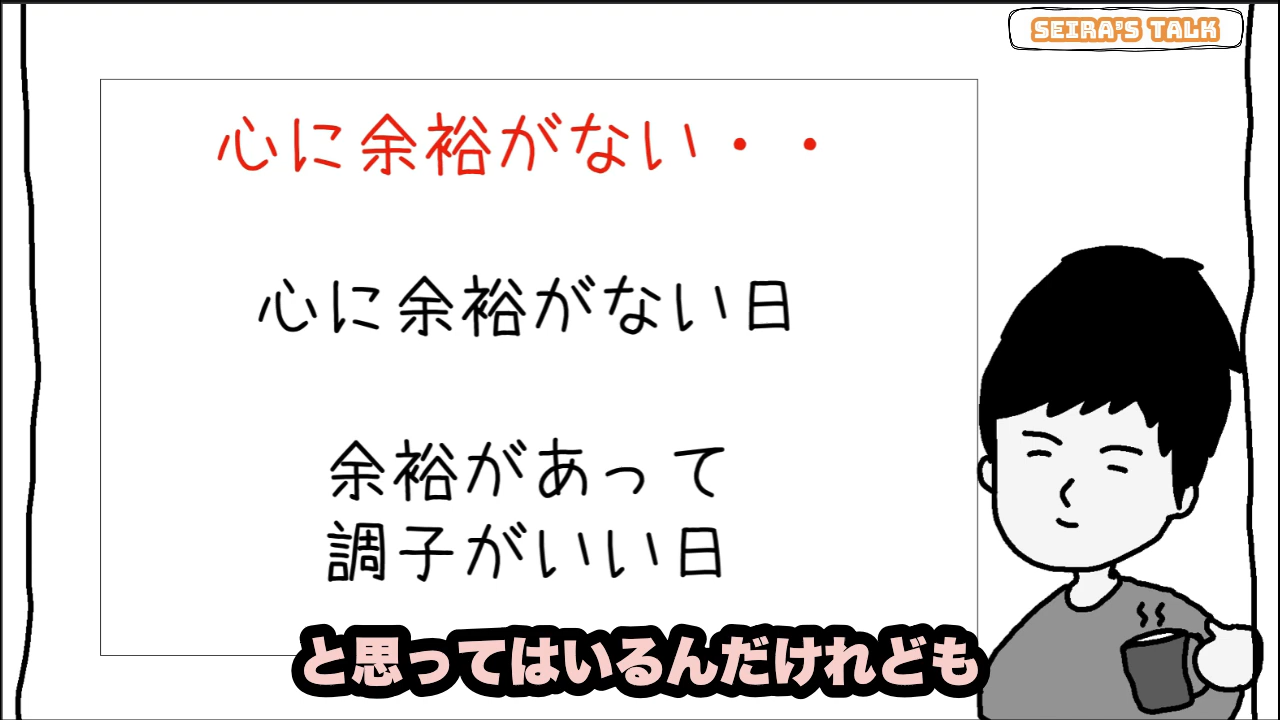 SEIRA'S TALK
心に余裕がない・・
心に余裕がない日
余裕があって
調子がいい日
と思ってはいるんだけれども